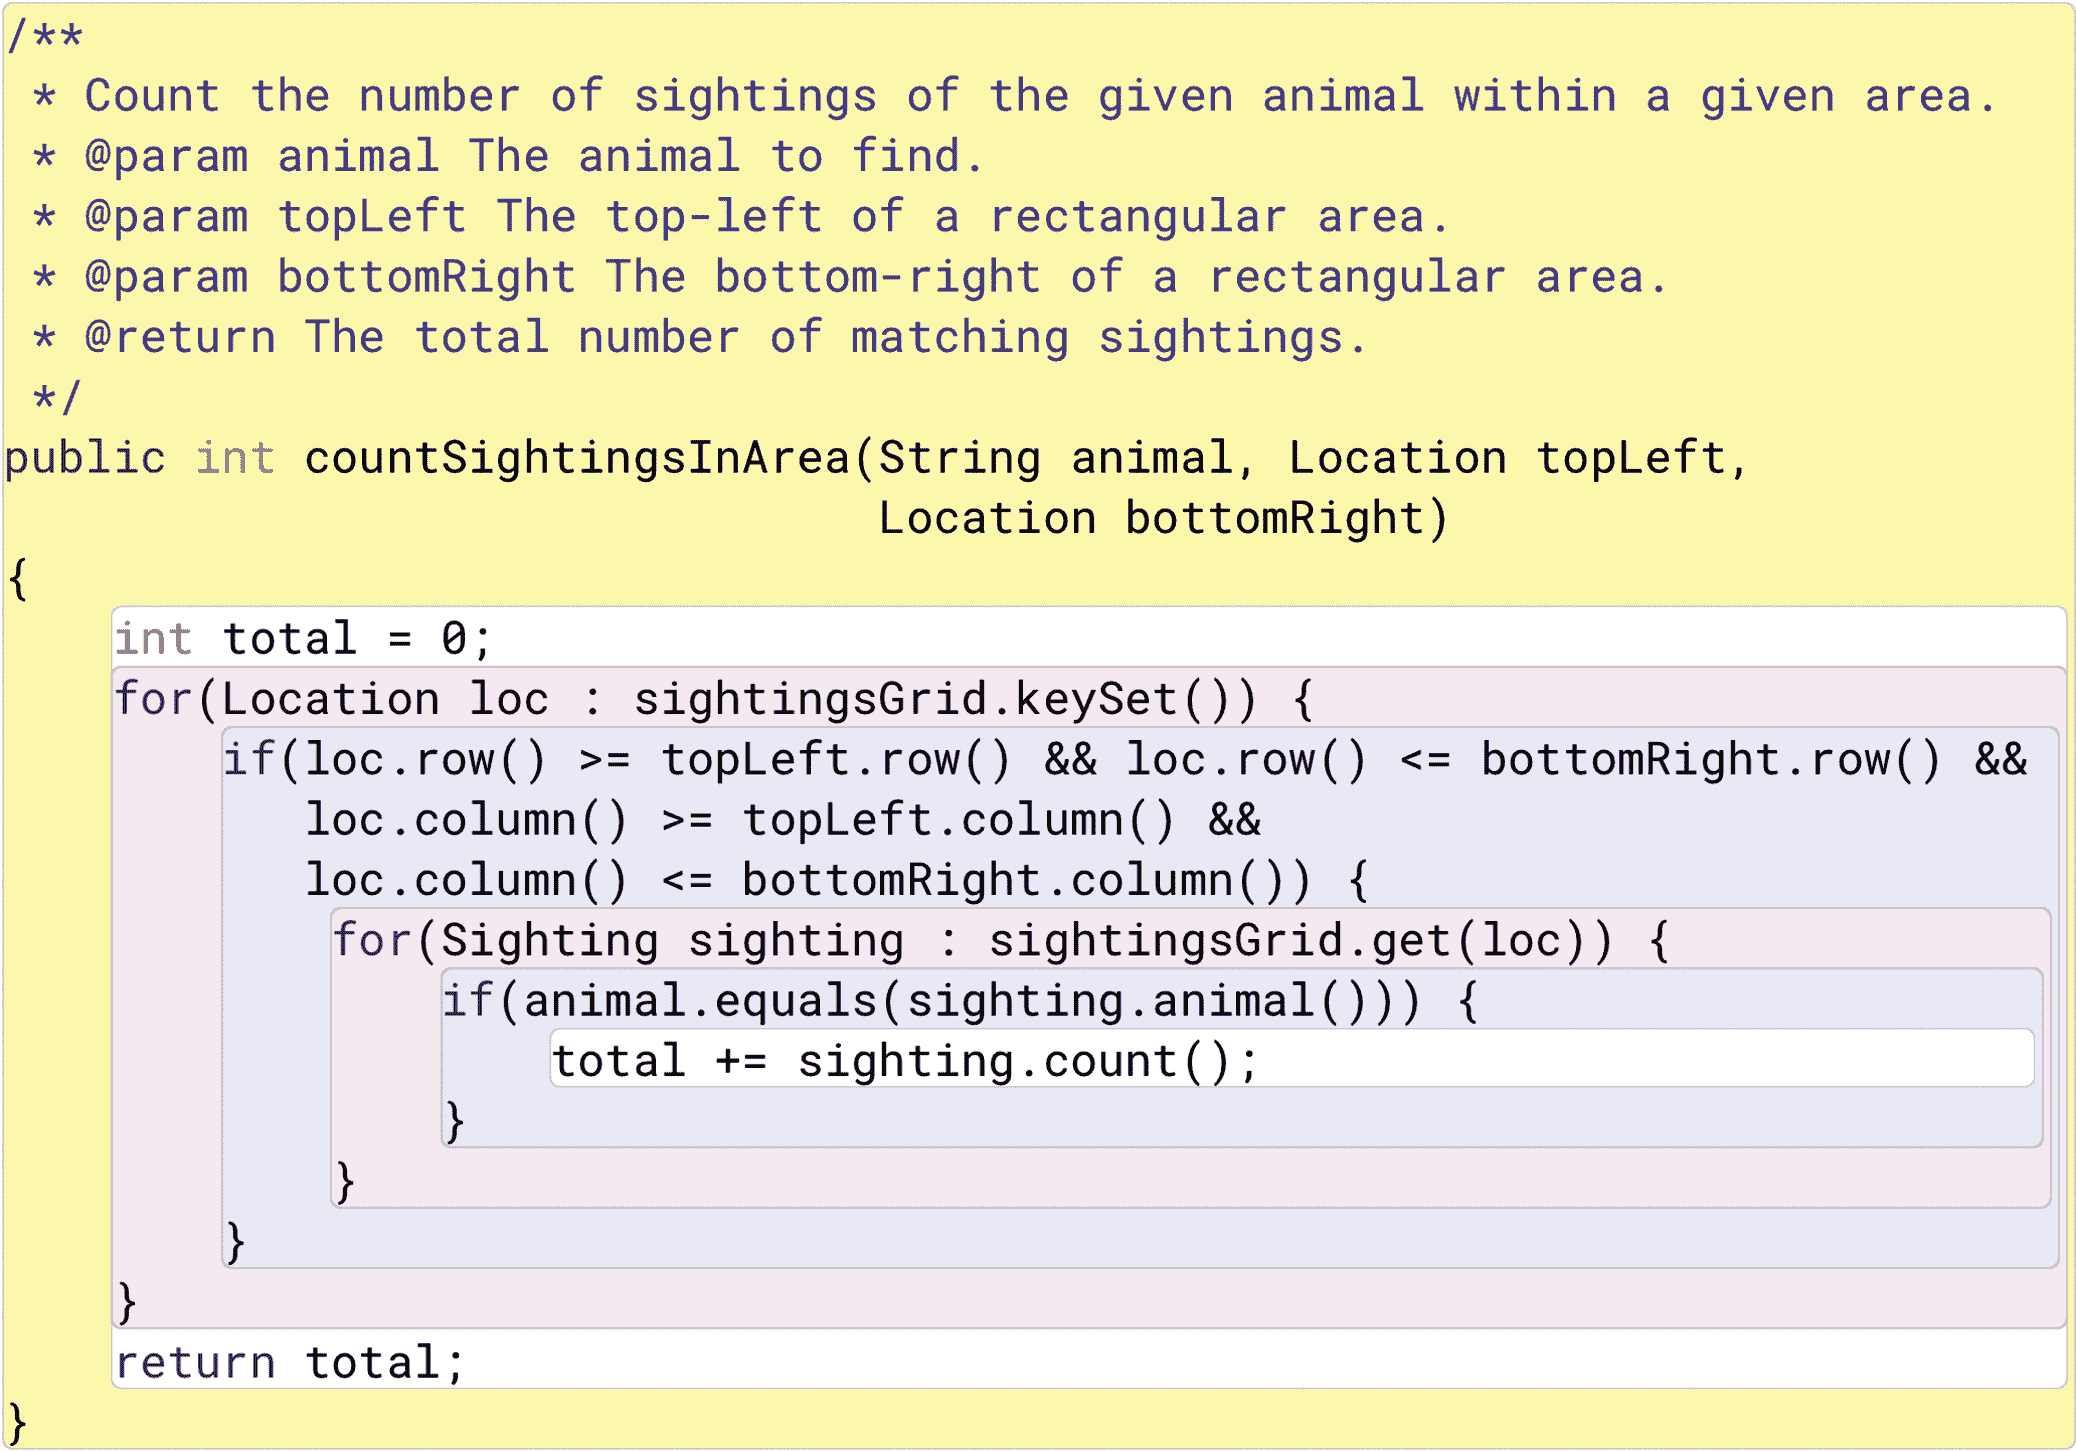 /**
 * Count the number of sightings of the given animal within a given area.
 * @param animal The animal to find.
 * @param topLeft The top-left of a rectangular area.
 * @param bottomRight The bottom-right of a rectangular area.
 * @return The total number of matching sightings.
 */
public int countSightingsInArea(String animal, Location topLeft,
                                Location bottomRight)
{
    int total = 0;
    for(Location loc : sightingsGrid.keySet()) {
        if(loc.row() >= topLeft.row() && loc.row() <= bottomRight.row() &&
           loc.column() >= topLeft.column() &&
           loc.column() <= bottomRight.column()) {
            for(Sighting sighting : sightingsGrid.get(loc)) {
                if(animal.equals(sighting.animal())) {
                    total += sighting.count();
                }
            }
        }
    }
    return total;
}